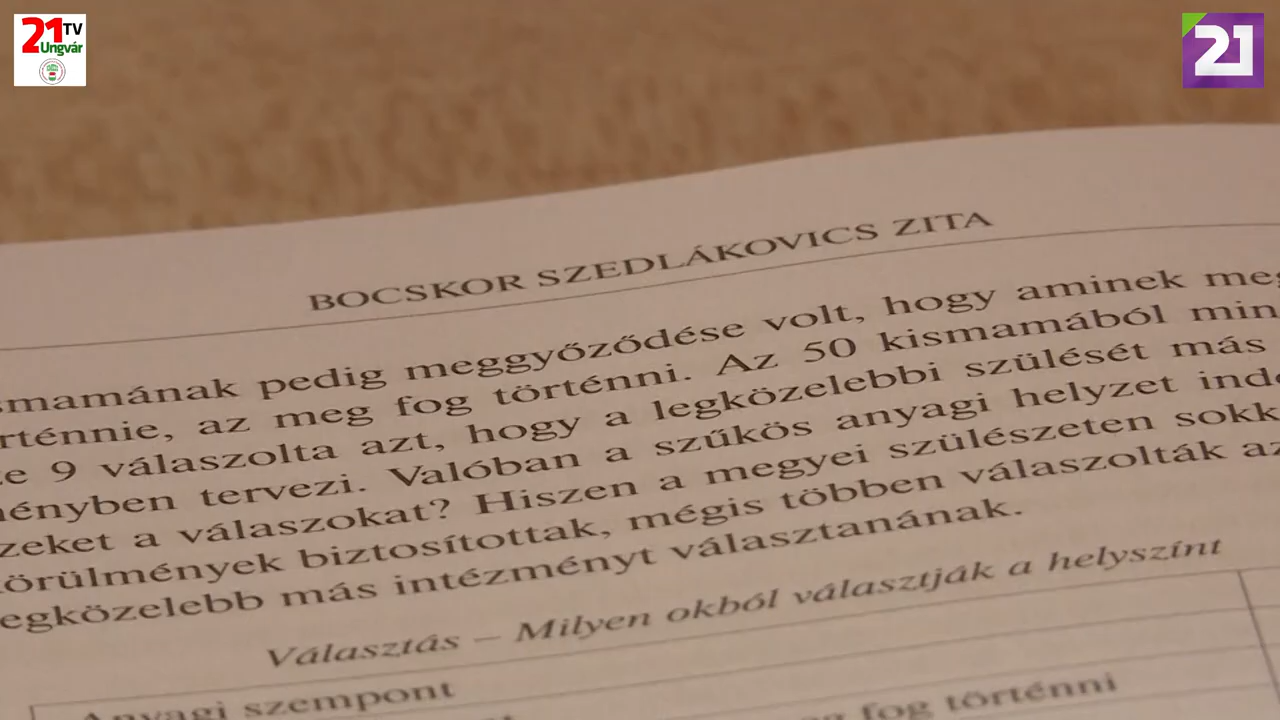 21 TV
Ungvár
21
BOCSKOR SZEDLÁKOVICS ZITA
smamának pedig meggyőződése volt, hogy aminek meg
rténnie, az meg fog történni. Az 50 kismamából min
e 9 válaszolta azt, hogy a legközelebbi szülését más
ényben tervezi. Valóban a szűkös anyagi helyzet ind
zeket a válaszokat? Hiszen a megyei szülészeten sokk
örülmények biztosítottak, mégis többen válaszolták az
egközelebb más intézményt választanának.
Választás – Milyen okból választják a helyszínt
Anyagi szempont
fog történni